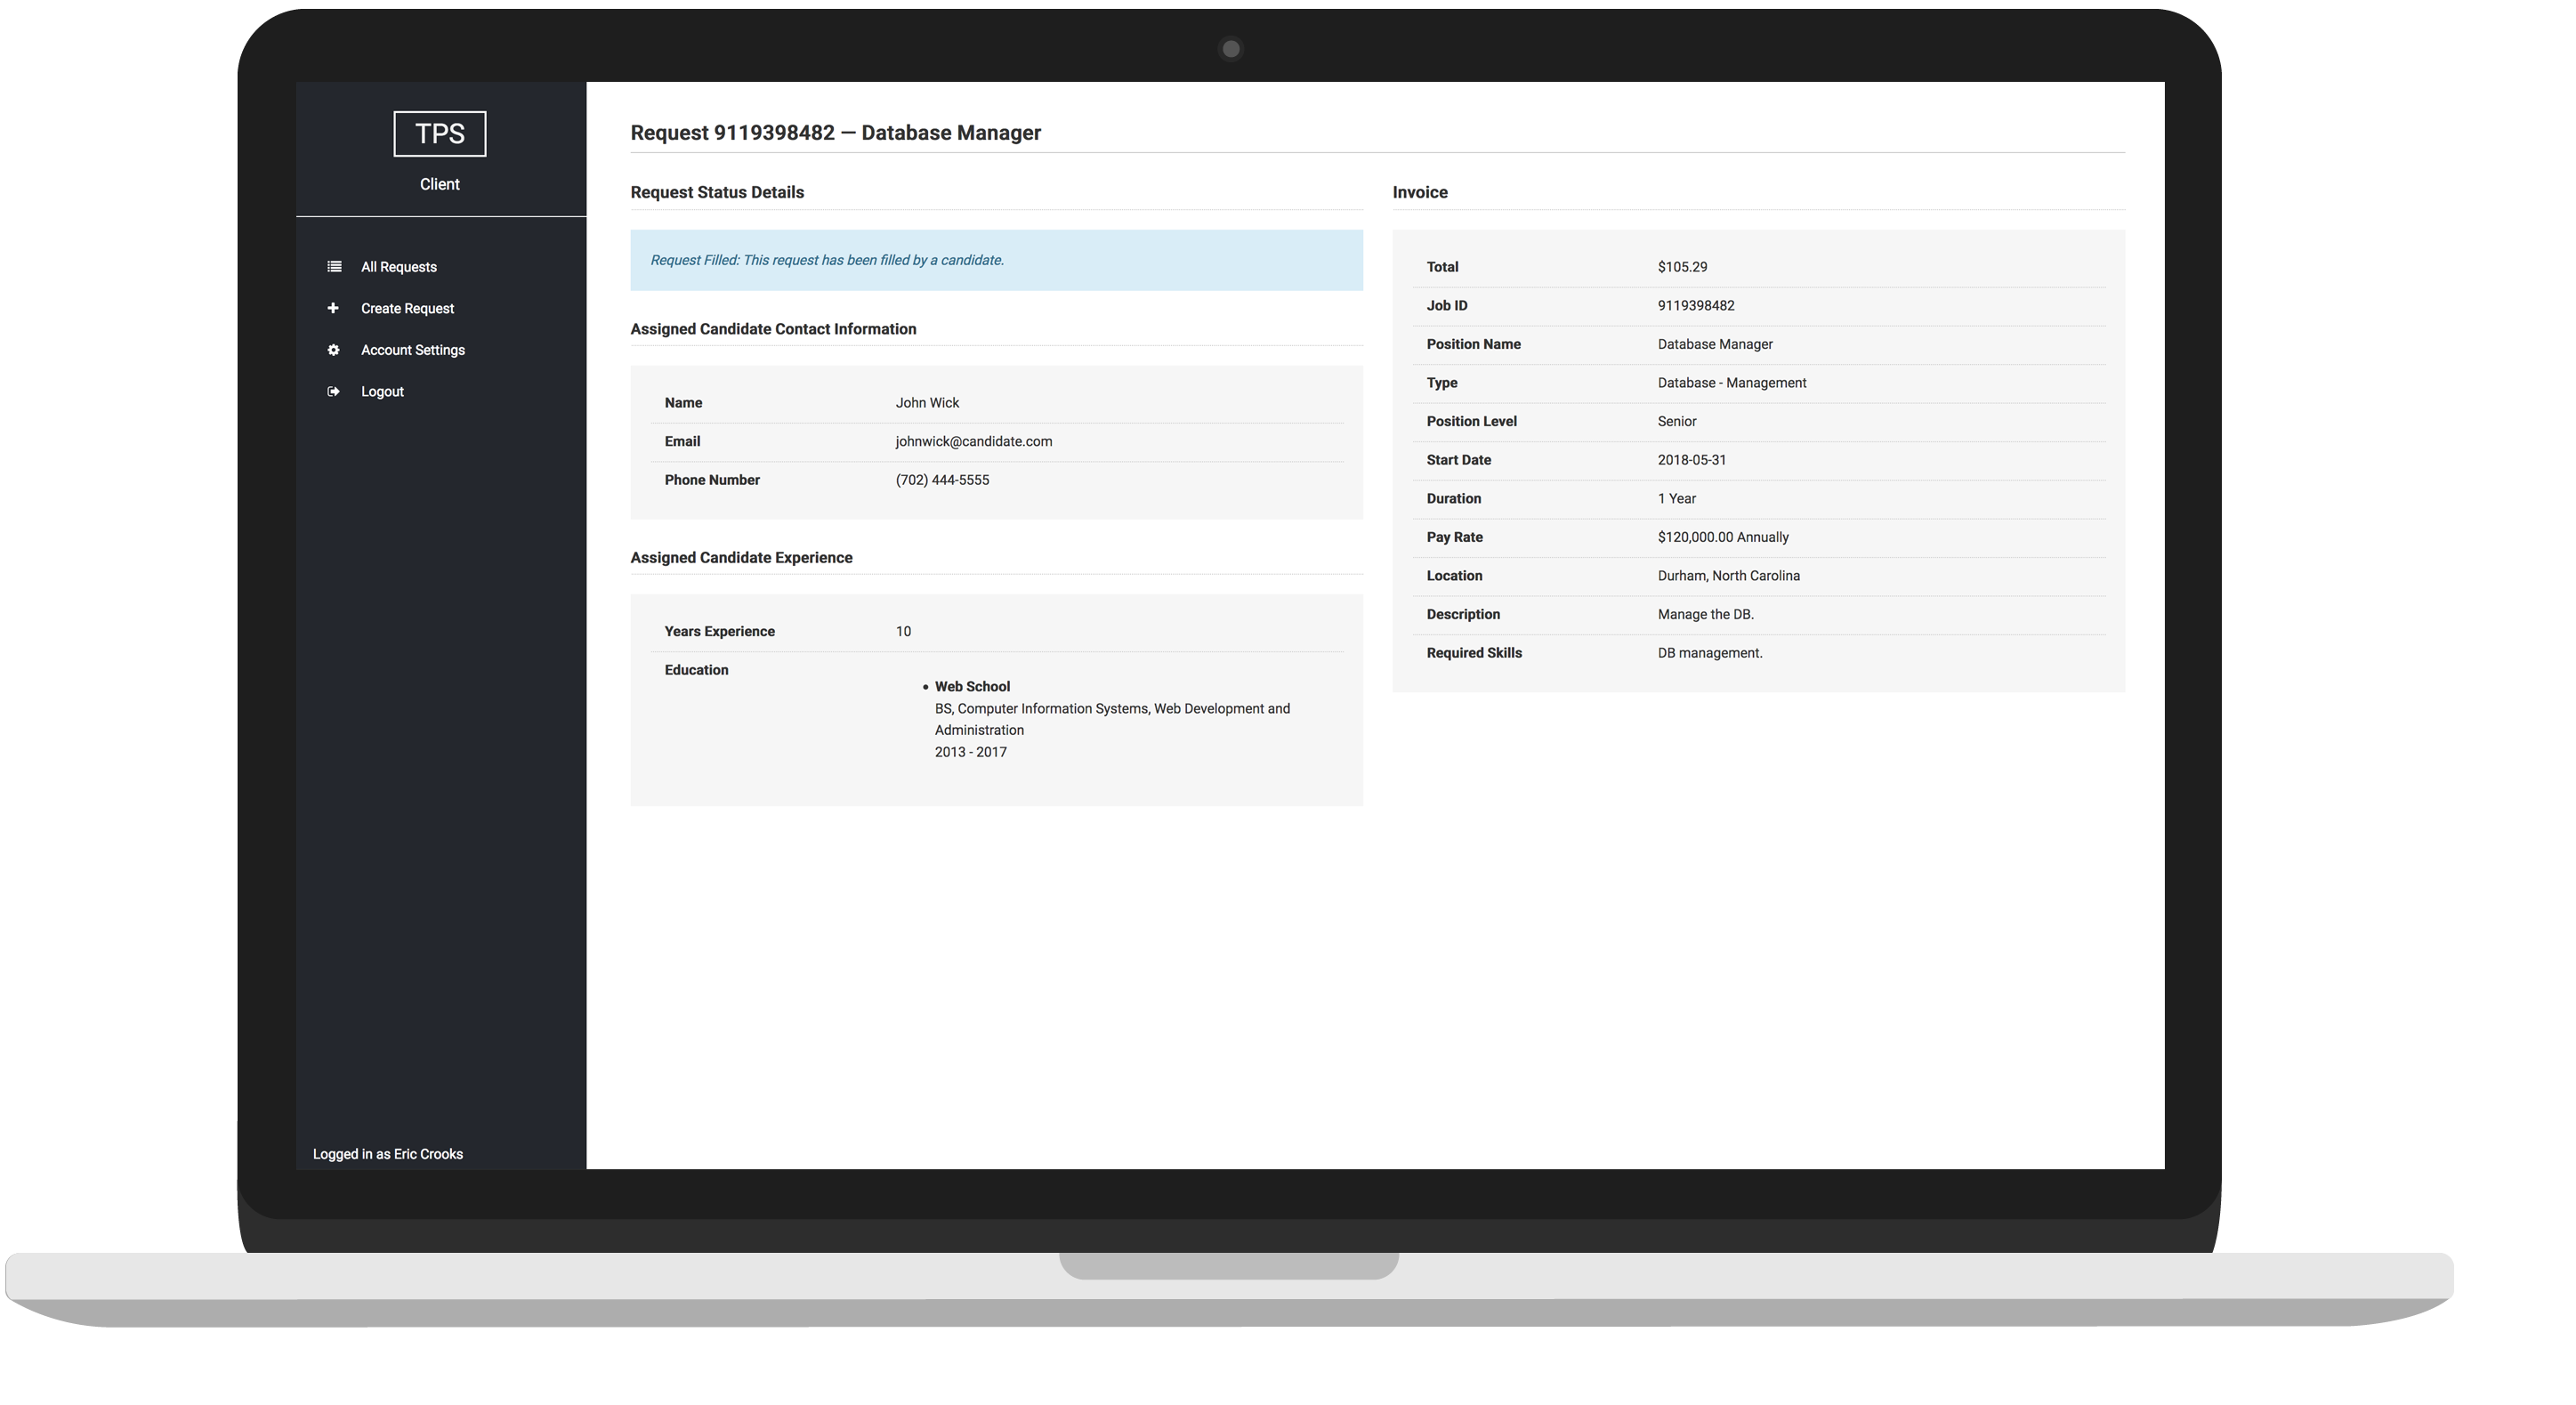 TPS
Client
All Requests
Create Request
Account Settings
Logout
Logged in as Eric Crooks
Request 9119398482 — Database Manager
Request Status Details
Request Filled: This request has been filled by a candidate.
Assigned Candidate Contact Information
Name John Wick
Email johnwick@candidate.com
Phone Number (702) 444-5555
Assigned Candidate Experience
Years Experience 10
Education
• Web School
BS, Computer Information Systems, Web Development and
Administration
2013 - 2017
Invoice
Total $105.29
Job ID 9119398482
Position Name Database Manager
Type Database - Management
Position Level Senior
Start Date 2018-05-31
Duration 1 Year
Pay Rate $120,000.00 Annually
Location Durham, North Carolina
Description Manage the DB.
Required Skills DB management.